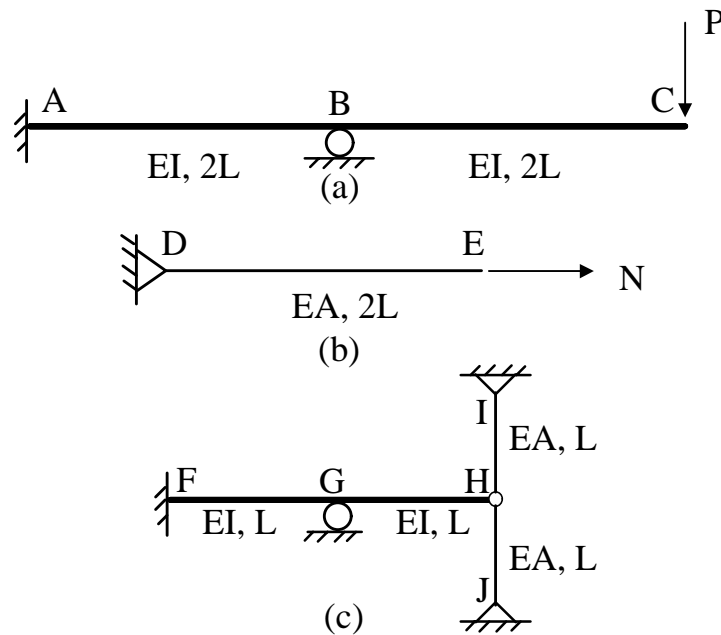 P
A B C
EI, 2L EI, 2L
(a)
D E
N
EA, 2L
(b)
I
EA, L
F G H
EI, L EI, L
EA, L
J
(c)